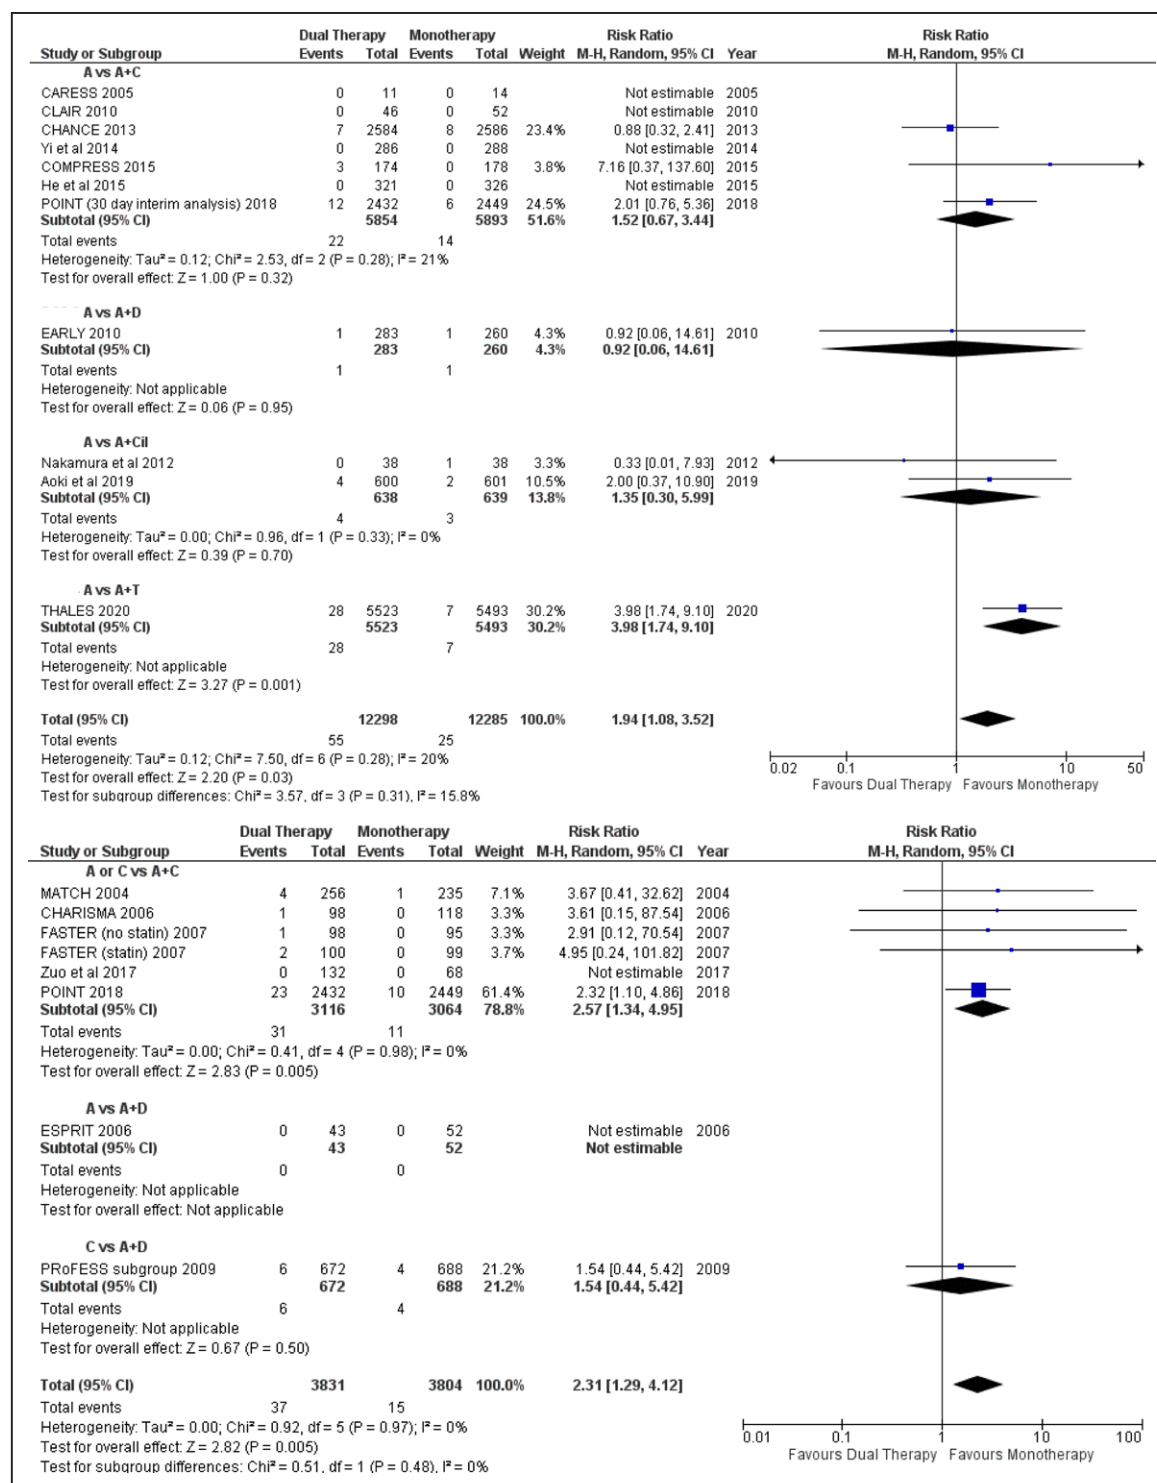 Dual Therapy Monotherapy Risk Ratio Risk Ratio
Study or Subgroup Events Total Events Total Weight M-H, Random, 95% CI Year M-H, Random, 95% CI
A vs A+C
CARESS 2005 0 11 0 14 Not estimable 2005
CLAIR 2010 0 46 0 52 Not estimable 2010
CHANCE 2013 7 2584 8 2586 23.4% 0.88 [0.32, 2.41] 2013
Yi et al 2014 0 286 0 288 Not estimable 2014
COMPRESS 2015 3 174 0 178 3.8% 7.16 [0.37, 137.60] 2015
He et al 2015 0 321 0 326 Not estimable 2015
POINT (30 day interim analysis) 2018 12 2432 6 2449 24.5% 2.01 [0.76, 5.36] 2018
Subtotal (95% CI) 5854 5893 51.6% 1.52 [0.67, 3.44]
Total events 22 14
Heterogeneity: Tau² = 0.12; Chi² = 2.53, df = 2 (P = 0.28); I² = 21%
Test for overall effect: Z = 1.00 (P = 0.32)
A vs A+D
EARLY 2010 1 283 1 260 4.3% 0.92 [0.06, 14.61] 2010
Subtotal (95% CI) 283 260 4.3% 0.92 [0.06, 14.61]
Total events 1 1
Heterogeneity: Not applicable
Test for overall effect: Z = 0.06 (P = 0.95)
A vs A+Cil
Nakamura et al 2012 0 38 1 38 3.3% 0.33 [0.01, 7.93] 2012
Aoki et al 2019 4 600 2 601 10.5% 2.00 [0.37, 10.90] 2019
Subtotal (95% CI) 638 639 13.8% 1.35 [0.30, 5.99]
Total events 4 3
Heterogeneity: Tau² = 0.00; Chi² = 0.96, df = 1 (P = 0.33); I² = 0%
Test for overall effect: Z = 0.39 (P = 0.70)
A vs A+T
THALES 2020 28 5523 7 5493 30.2% 3.98 [1.74, 9.10] 2020
Subtotal (95% CI) 5523 5493 30.2% 3.98 [1.74, 9.10]
Total events 28 7
Heterogeneity: Not applicable
Test for overall effect: Z = 3.27 (P = 0.001)
Total (95% CI) 12298 12285 100.0% 1.94 [1.08, 3.52]
Total events 55 25
Heterogeneity: Tau² = 0.12; Chi² = 7.50, df = 6 (P = 0.28); I² = 20%
Test for overall effect: Z = 2.20 (P = 0.03)
Test for subgroup differences: Chi² = 3.57, df = 3 (P = 0.31), I² = 15.8%
0.02 0.1 1 10 50
Favours Dual Therapy Favours Monotherapy
Dual Therapy Monotherapy Risk Ratio Risk Ratio
Study or Subgroup Events Total Events Total Weight M-H, Random, 95% CI Year M-H, Random, 95% CI
A or C vs A+C
MATCH 2004 4 256 1 235 7.1% 3.67 [0.41, 32.62] 2004
CHARISMA 2006 1 98 0 118 3.3% 3.61 [0.15, 87.54] 2006
FASTER (no statin) 2007 1 98 0 95 3.3% 2.91 [0.12, 70.54] 2007
FASTER (statin) 2007 2 100 0 99 3.7% 4.95 [0.24, 101.82] 2007
Zuo et al 2017 0 132 0 68 Not estimable 2017
POINT 2018 23 2432 10 2449 61.4% 2.32 [1.10, 4.86] 2018
Subtotal (95% CI) 3116 3064 78.8% 2.57 [1.34, 4.95]
Total events 31 11
Heterogeneity: Tau² = 0.00; Chi² = 0.41, df = 4 (P = 0.98); I² = 0%
Test for overall effect: Z = 2.83 (P = 0.005)
A vs A+D
ESPRIT 2006 0 43 0 52 Not estimable 2006
Subtotal (95% CI) 43 52 Not estimable
Total events 0 0
Heterogeneity: Not applicable
Test for overall effect: Not applicable
C vs A+D
PRoFESS subgroup 2009 6 672 4 688 21.2% 1.54 [0.44, 5.42] 2009
Subtotal (95% CI) 672 688 21.2% 1.54 [0.44, 5.42]
Total events 6 4
Heterogeneity: Not applicable
Test for overall effect: Z = 0.67 (P = 0.50)
Total (95% CI) 3831 3804 100.0% 2.31 [1.29, 4.12]
Total events 37 15
Heterogeneity: Tau² = 0.00; Chi² = 0.92, df = 5 (P = 0.97); I² = 0%
Test for overall effect: Z = 2.82 (P = 0.005)
Test for subgroup differences: Chi² = 0.51, df = 1 (P = 0.48), I² = 0%
0.01 0.1 1 10 100
Favours Dual Therapy Favours Monotherapy